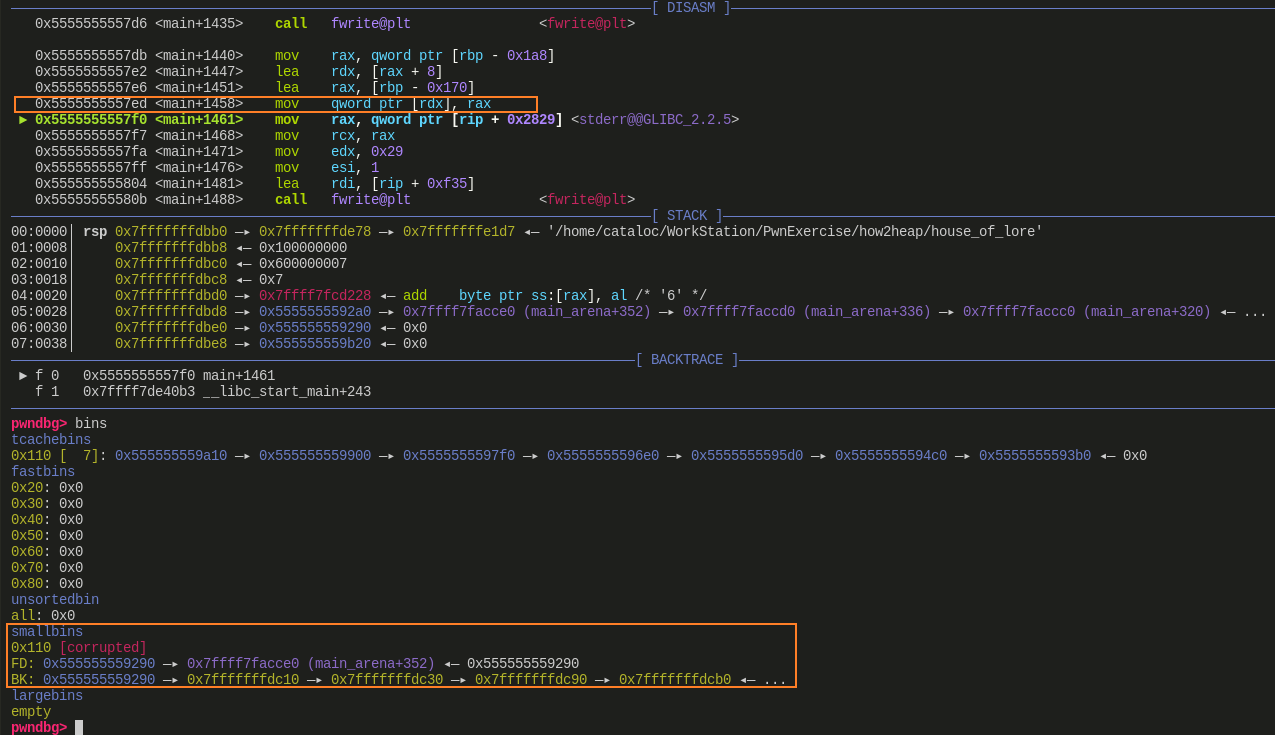 [ DISASM ]
0x5555555557d6 <main+1435>    call   fwrite@plt                <fwrite@plt>
0x5555555557db <main+1440>    mov    rax, qword ptr [rbp - 0x1a8]
0x5555555557e2 <main+1447>    lea    rdx, [rax + 8]
0x5555555557e6 <main+1451>    lea    rax, [rbp - 0x170]
0x5555555557ed <main+1458>    mov    qword ptr [rdx], rax
► 0x5555555557f0 <main+1461>    mov    rax, qword ptr [rip + 0x2829] <stderr@@GLIBC_2.2.5>
0x5555555557f7 <main+1468>    mov    rcx, rax
0x5555555557fa <main+1471>    mov    edx, 0x29
0x5555555557ff <main+1476>    mov    esi, 1
0x555555555804 <main+1481>    lea    rdi, [rip + 0xf35]
0x55555555580b <main+1488>    call   fwrite@plt                <fwrite@plt>
[ STACK ]
00:0000│ rsp 0x7fffffffdbb0 —▸ 0x7fffffffde78 —▸ 0x7fffffffe1d7 ◂— '/home/cataloc/WorkStation/PwnExercise/how2heap/house_of_lore'
01:0008│     0x7fffffffdbb8 ◂— 0x100000000
02:0010│     0x7fffffffdbc0 ◂— 0x600000007
03:0018│     0x7fffffffdbc8 ◂— 0x7
04:0020│     0x7fffffffdbd0 —▸ 0x7ffff7fcd228 ◂— add    byte ptr ss:[rax], al /* '6' */
05:0028│     0x7fffffffdbd8 —▸ 0x5555555592a0 —▸ 0x7ffff7facce0 (main_arena+352) —▸ 0x7ffff7faccd0 (main_arena+336) —▸ 0x7ffff7faccc0 (main_arena+320) ◂— ...
06:0030│     0x7fffffffdbe0 —▸ 0x555555559290 ◂— 0x0
07:0038│     0x7fffffffdbe8 —▸ 0x555555559b20 ◂— 0x0
[ BACKTRACE ]
► f 0   0x5555555557f0 main+1461
f 1   0x7ffff7de40b3 __libc_start_main+243
pwndbg> bins
tcachebins
0x110 [  7]: 0x555555559a10 —▸ 0x555555559900 —▸ 0x5555555597f0 —▸ 0x5555555596e0 —▸ 0x5555555595d0 —▸ 0x5555555594c0 —▸ 0x5555555593b0 ◂— 0x0
fastbins
0x20: 0x0
0x30: 0x0
0x40: 0x0
0x50: 0x0
0x60: 0x0
0x70: 0x0
0x80: 0x0
unsortedbin
all: 0x0
smallbins
0x110 [corrupted]
FD: 0x555555559290 —▸ 0x7ffff7facce0 (main_arena+352) ◂— 0x555555559290
BK: 0x555555559290 —▸ 0x7fffffffdc10 —▸ 0x7fffffffdc30 —▸ 0x7fffffffdc90 —▸ 0x7fffffffdcb0 ◂— ...
largebins
empty
pwndbg>